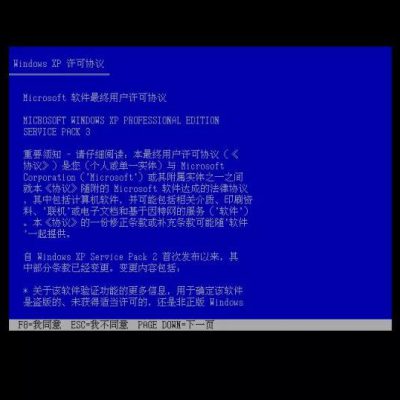 Windows XP 许可协议
Microsoft 软件最终用户许可协议
MICROSOFT WINDOWS XP PROFESSIONAL EDITION
SERVICE PACK 3
重要须知 - 请仔细阅读：本最终用户许可协议（《
协议》）是您（个人或单一实体）与 Microsoft
Corporation（'Microsoft'）或其附属实体之一之间
就本《协议》随附的 Microsoft 软件达成的法律协议
，其中包括计算机软件、并可能包括相关介质、印刷资
料、'联机'或电子文档和基于因特网的服务（'软件'）
。本《协议》的一份修正条款或补充条款可能随'软件
'一起提供。
自 Windows XP Service Pack 2 首次发布以来，其
中部分条款已经变更。变更内容包括：
* 关于该软件验证功能的更多信息，用于确定该软件
是盗版的、未获得适当许可的，还是非正版 Windows
F8=我同意 ESC=我不同意 PAGE DOWN=下一页